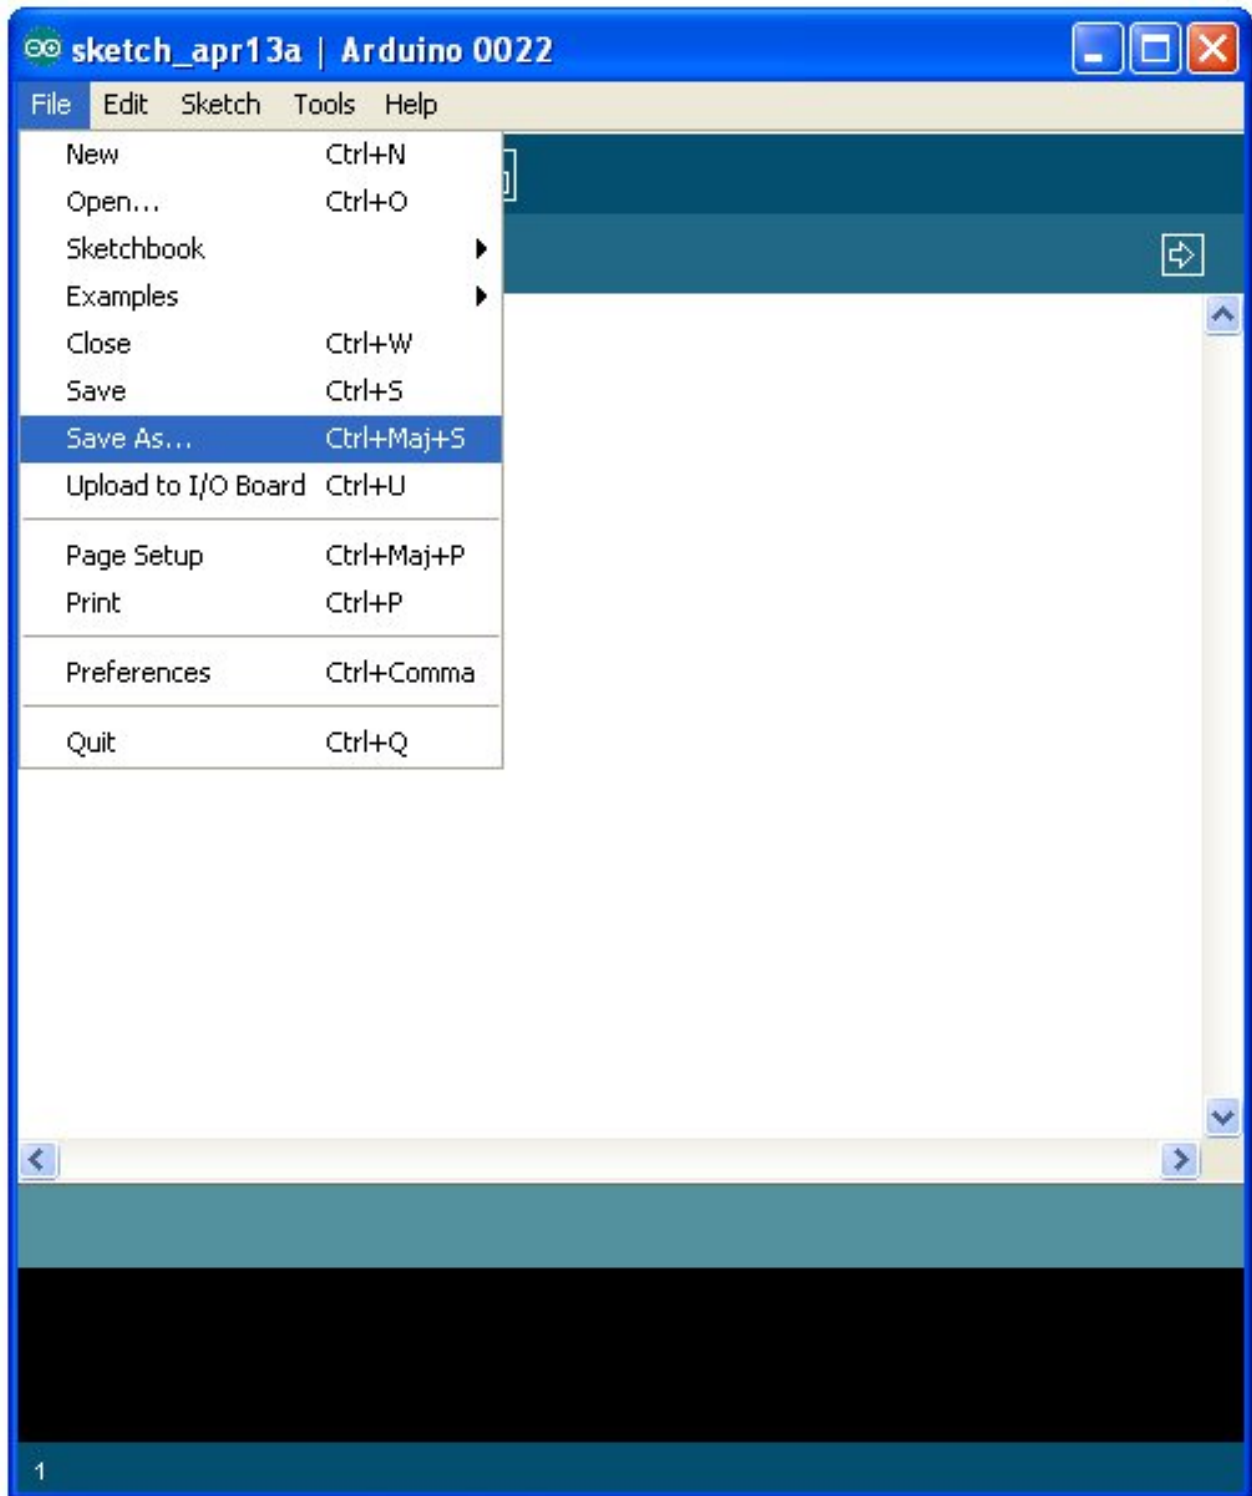 sketch_apr13a | Arduino 0022
File Edit Sketch Tools Help
New Ctrl+N
Open... Ctrl+O
Sketchbook
Examples
Close Ctrl+W
Save Ctrl+S
Save As... Ctrl+Maj+S
Upload to I/O Board Ctrl+U
Page Setup Ctrl+Maj+P
Print Ctrl+P
Preferences Ctrl+Comma
Quit Ctrl+Q
1